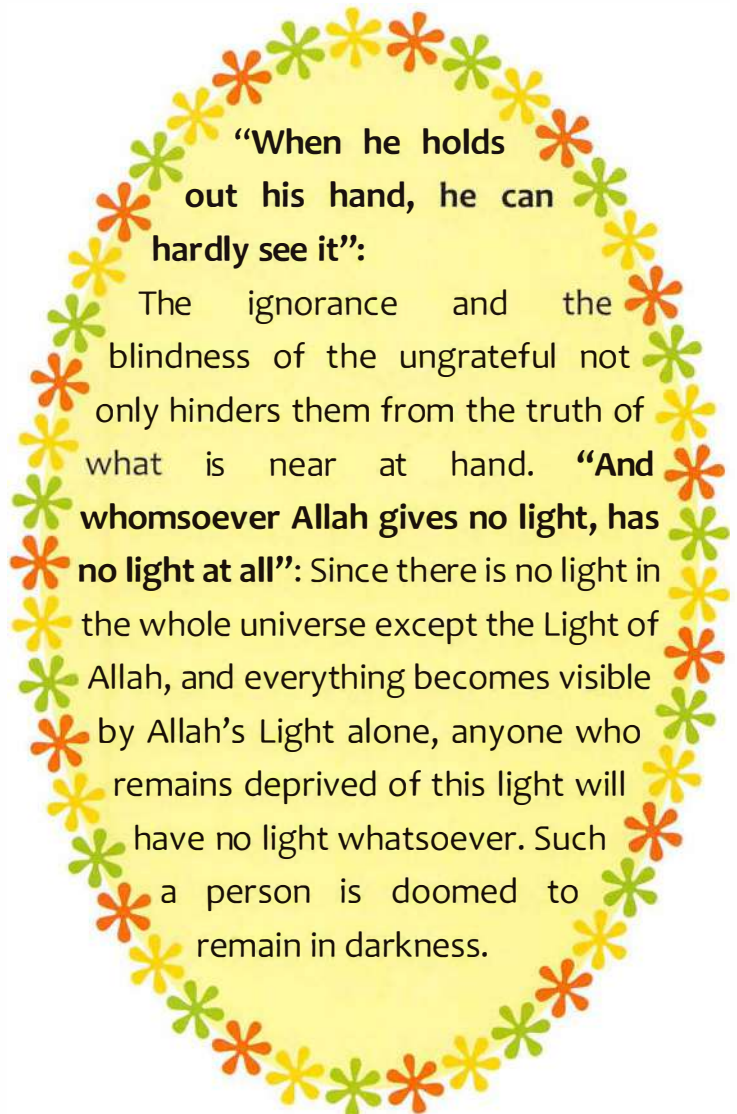 “When he holds
out his hand, he can
hardly see it”:
The ignorance and the
blindness of the ungrateful not
only hinders them from the truth of
what is near at hand. “And
whomsoever Allah gives no light, has
no light at all”: Since there is no light in
the whole universe except the Light of
Allah, and everything becomes visible
by Allah’s Light alone, anyone who
remains deprived of this light will
have no light whatsoever. Such
a person is doomed to
remain in darkness.